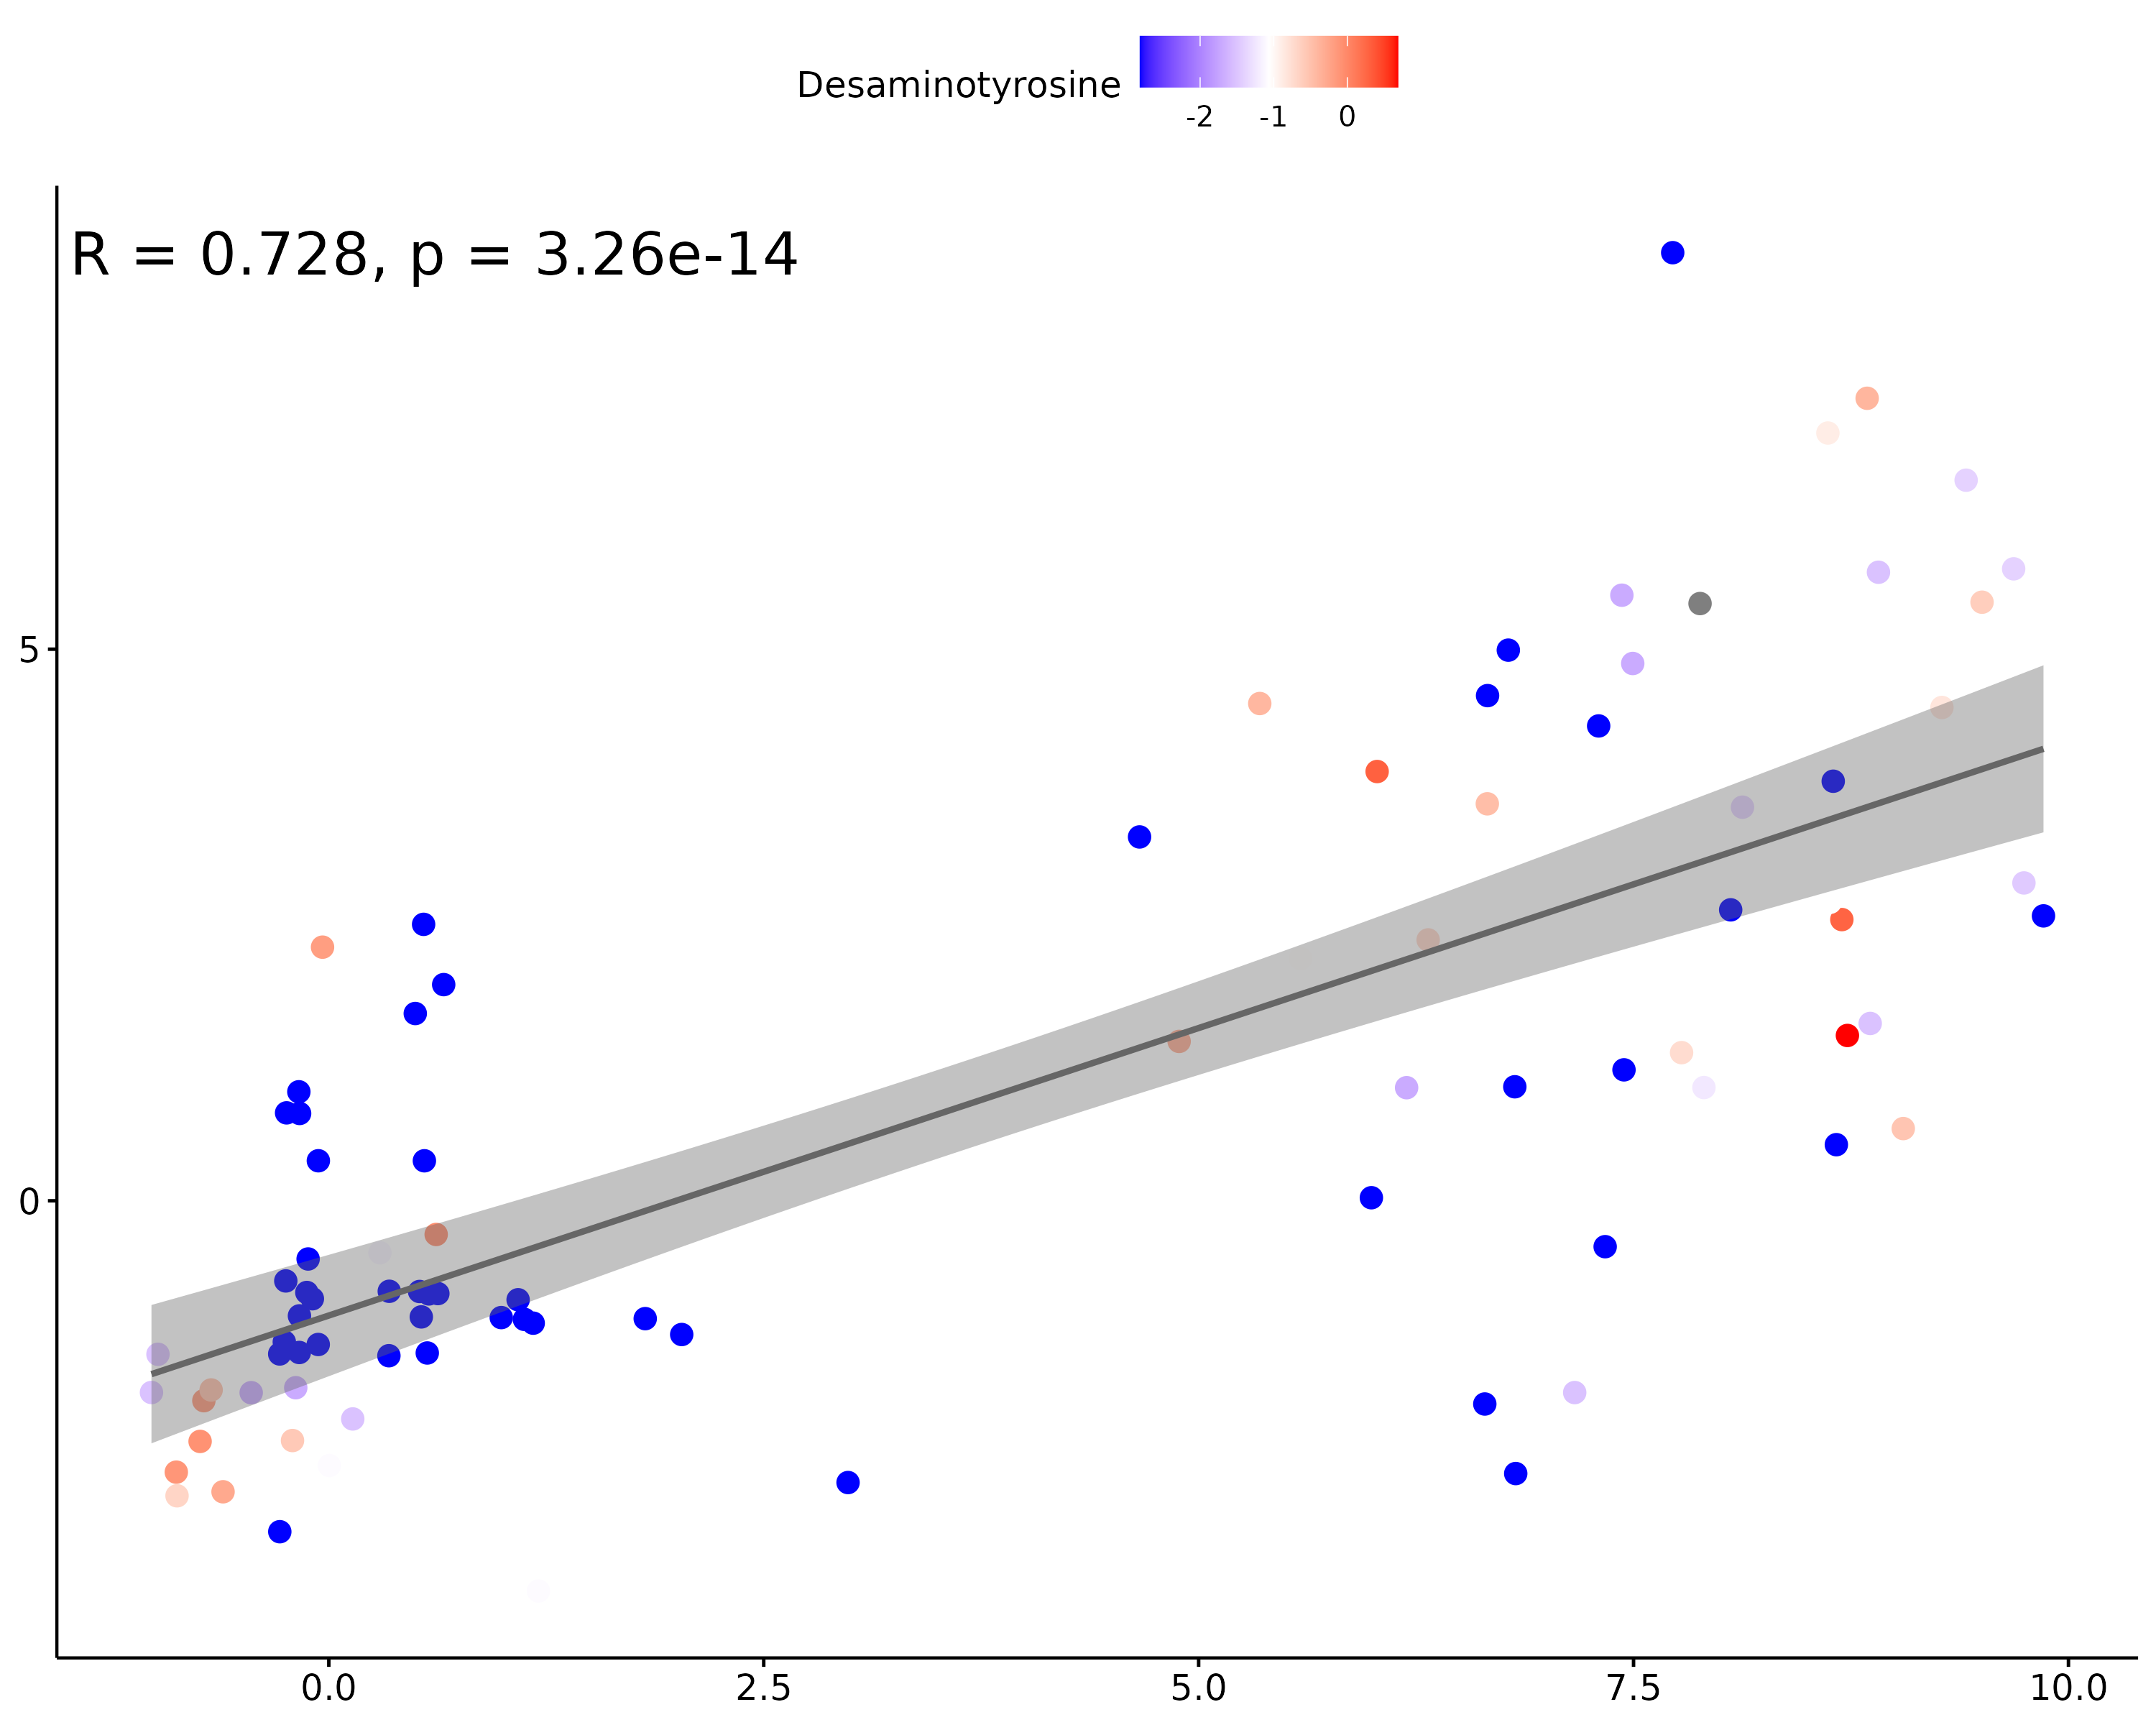 Desaminotyrosine
-2 -1 0
R = 0.728, p = 3.26e-14
5
0
0.0 2.5 5.0 7.5 10.0